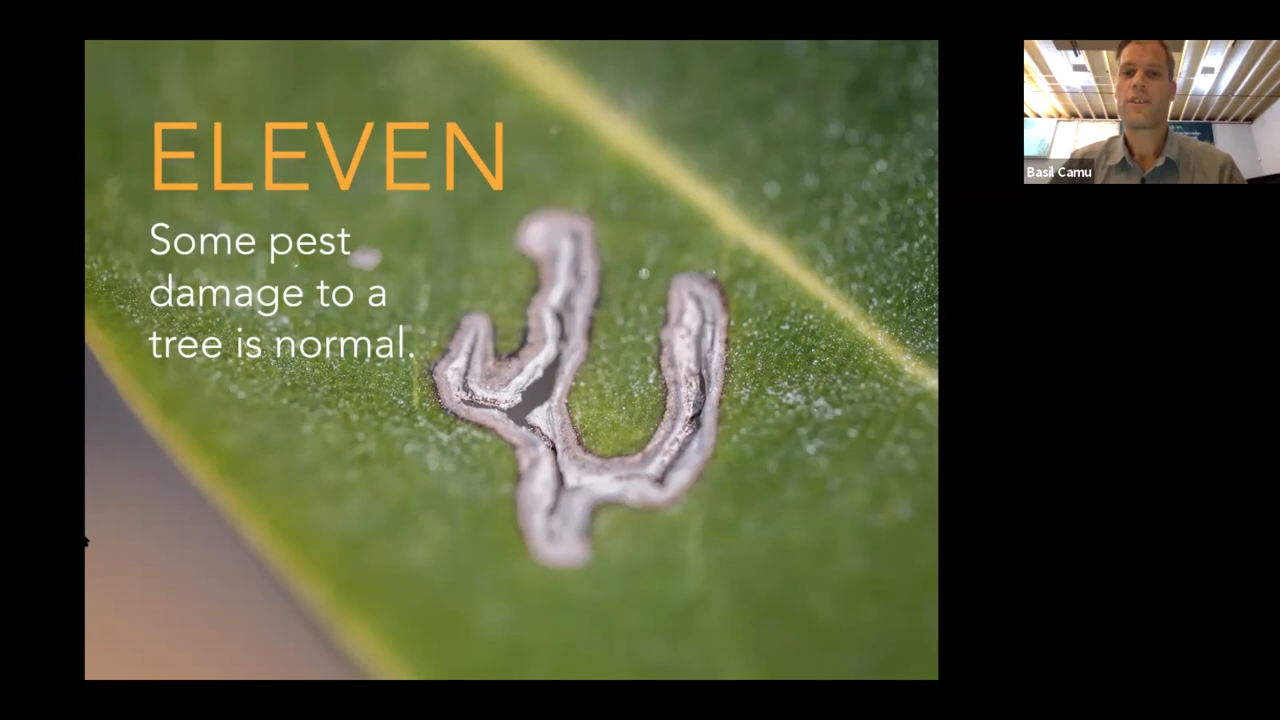 ELEVEN
Some pest
damage to a
tree is normal.
Basil Camu